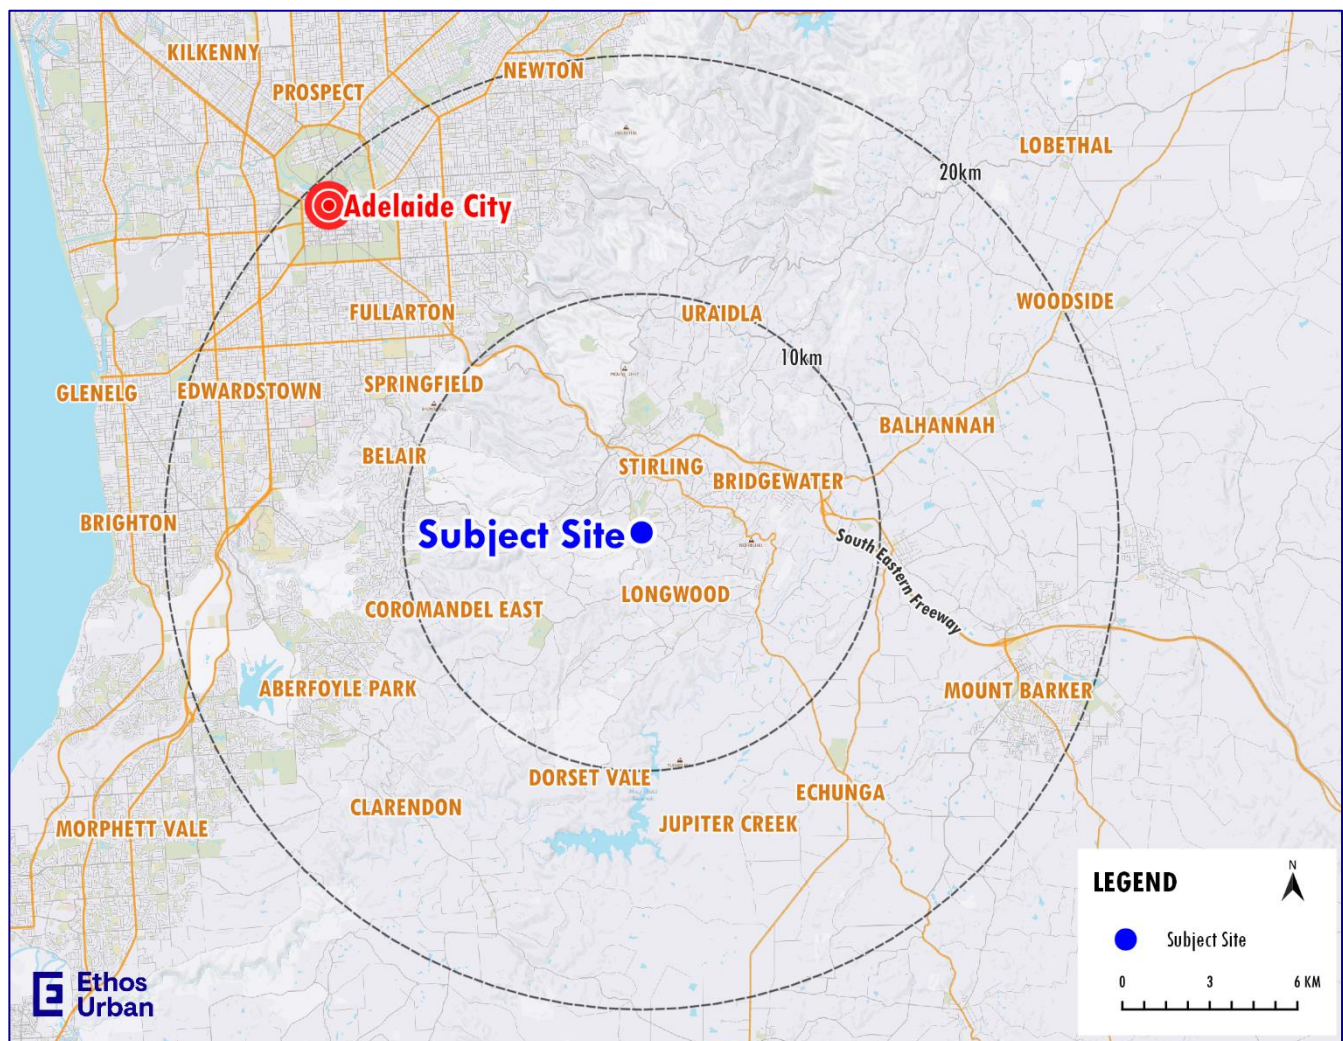 KILKENNY
NEWTON
PROSPECT
LOBETHAL
20km
Adelaide City
WOODSIDE
FULLARTON
URAIDLA
10km
SPRINGFIELD
GLENELG
EDWARDSTOWN
BALHANNAH
BELAIR
STIRLING
BRIDGEWATER
BRIGHTON
Subject Site
South Eastern Freeway
LONGWOOD
COROMANDEL EAST
ABERFOYLE PARK
MOUNT BARKER
DORSET VALE
ECHUNGA
CLARENDON
JUPITER CREEK
MORPHETT VALE
LEGEND
N
Subject Site
0 3 6 KM
Ethos
Urban